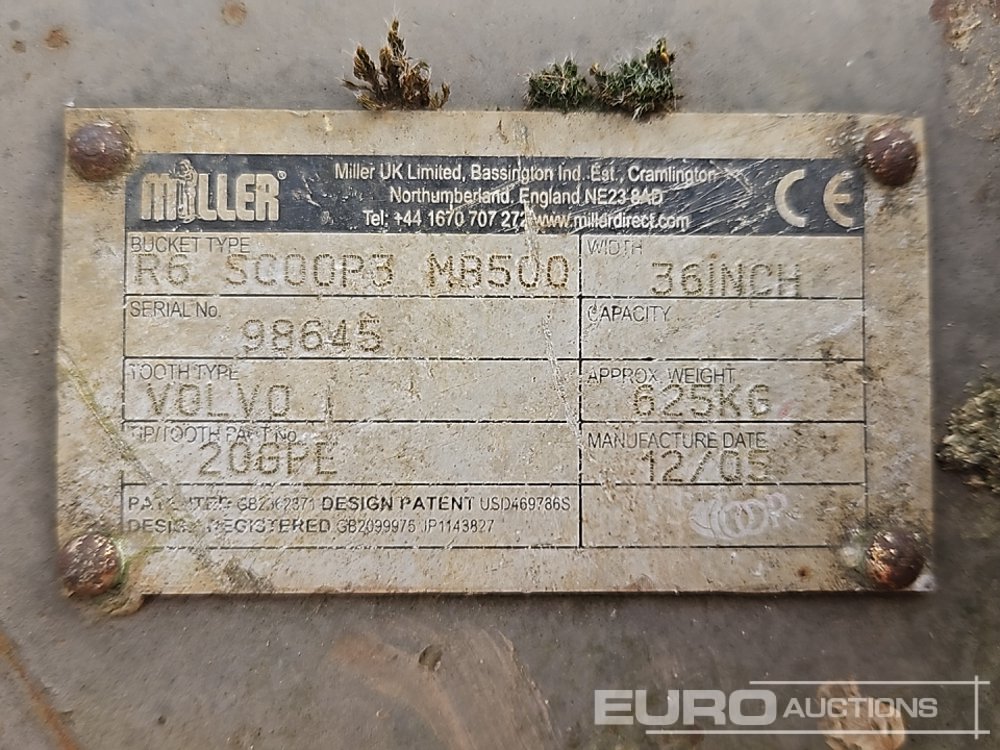 MiLLER®
Miller UK Limited, Bassington Ind. Est., Cramlington
Northumberland. England NE23 8AD
Tel: +44 1670 707 272 www.millerdirect.com
CE
BUCKET TYPE
R6 SCOOP3 MB500
WIDTH
36iNCH
SERIAL No.
98645
CAPACITY
TOOTH TYPE
VOLVO
APPROX. WEIGHT
625KG
TIP/TOOTH PART No.
20GPE
MANUFACTURE DATE
12/05
PATENTED DESIGN PATENT USD469786S
DESIGN REGISTERED GB2099975 JP1143827
EURO AUCTIONS